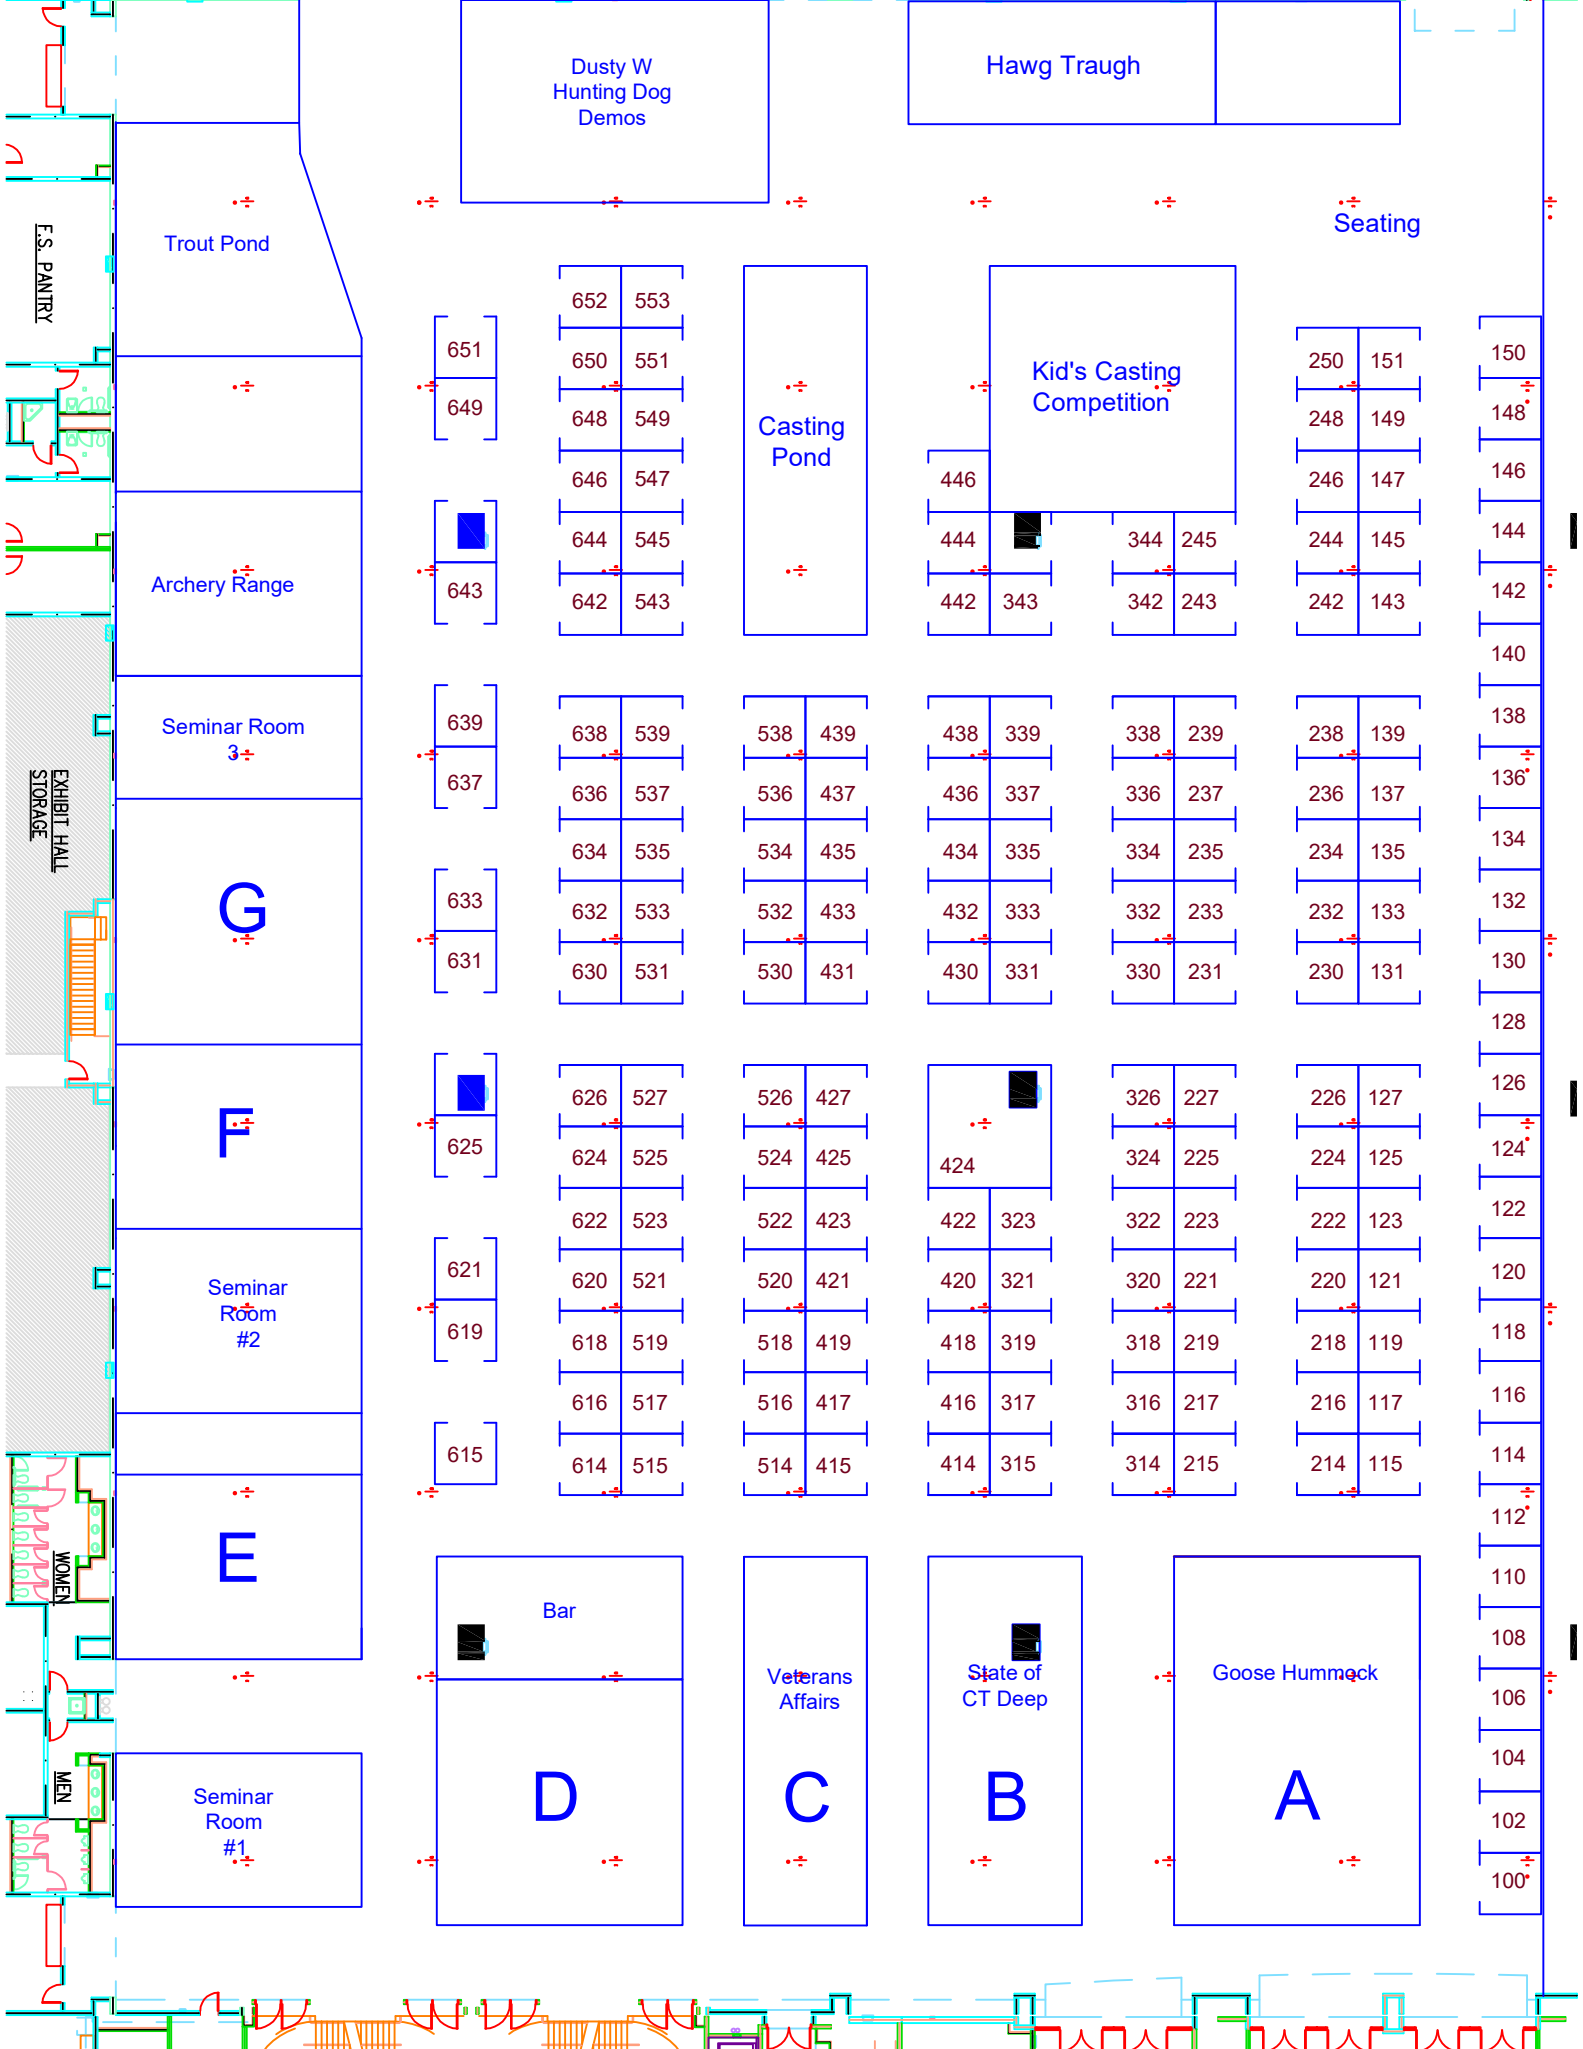 Dusty W
Hunting Dog
Demos
Hawg Traugh
Seating
Trout Pond
F.S. PANTRY
652 553
651
650 551
649
648 549
646 547
644 545
643
642 543
Casting
Pond
Kid's Casting
Competition
446
444
442 343
344 245
342 243
250 151
248 149
246 147
244 145
242 143
150
148
146
144
142
140
138
136
134
132
130
128
126
124
122
120
118
116
114
112
110
108
106
104
102
100
Archery Range
Seminar Room
3
EXHIBIT HALL
STORAGE
639
637
633
631
638 539 538 439 438 339 338 239 238 139
636 537 536 437 436 337 336 237 236 137
634 535 534 435 434 335 334 235 234 135
632 533 532 433 432 333 332 233 232 133
630 531 530 431 430 331 330 231 230 131
G
F
625
621
619
615
626 527 526 427 326 227 226 127
624 525 524 425 424 324 225 224 125
622 523 522 423 422 323 322 223 222 123
620 521 520 421 420 321 320 221 220 121
618 519 518 419 418 319 318 219 218 119
616 517 516 417 416 317 316 217 216 117
614 515 514 415 414 315 314 215 214 115
Seminar
Room
#2
E
WOMEN
MEN
Seminar
Room
#1
Bar
D
Veterans
Affairs
C
State of
CT Deep
B
Goose Hummock
A